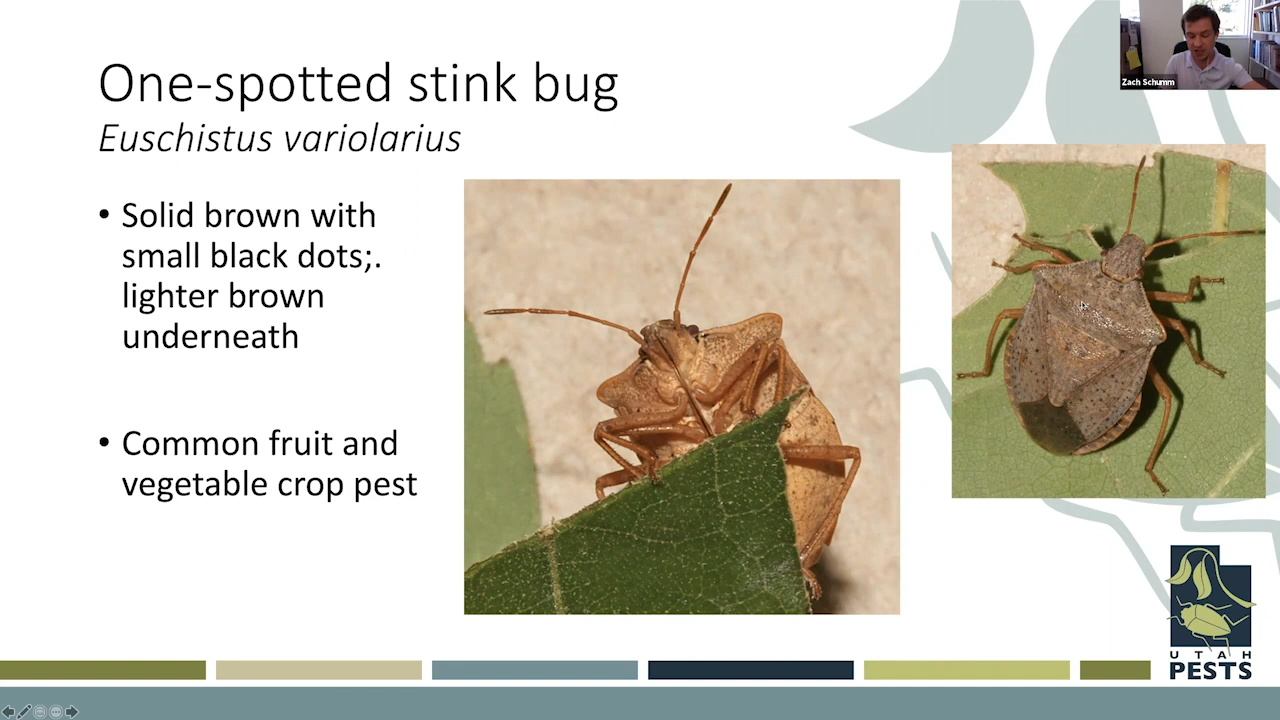 One-spotted stink bug
Euschistus variolarius
• Solid brown with
small black dots;.
lighter brown
underneath
• Common fruit and
vegetable crop pest
Zach Schumm
UTAH
PESTS